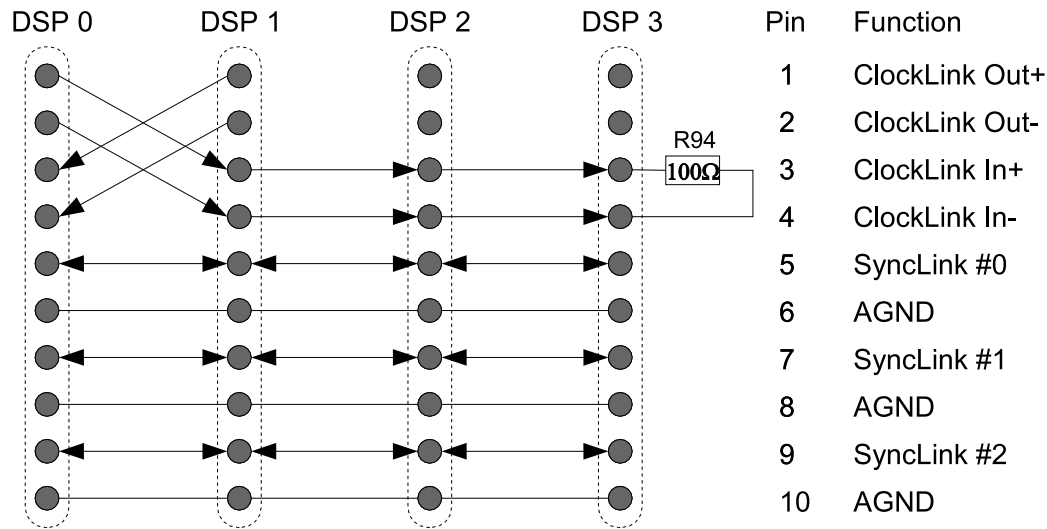 DSP 0 DSP 1 DSP 2 DSP 3 Pin Function
1 ClockLink Out+
2 ClockLink Out-
R94
100Ω 3 ClockLink In+
4 ClockLink In-
5 SyncLink #0
6 AGND
7 SyncLink #1
8 AGND
9 SyncLink #2
10 AGND